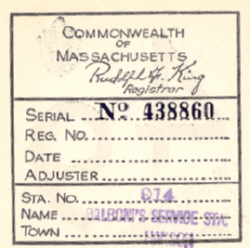 COMMONWEALTH
OF
MASSACHUSETTS
Rudolph F. King
Registrar
SERIAL No 438860
REG. NO.
DATE
ADJUSTER
STA. NO. 974
NAME BALBONI'S SERVICE STA.
TOWN